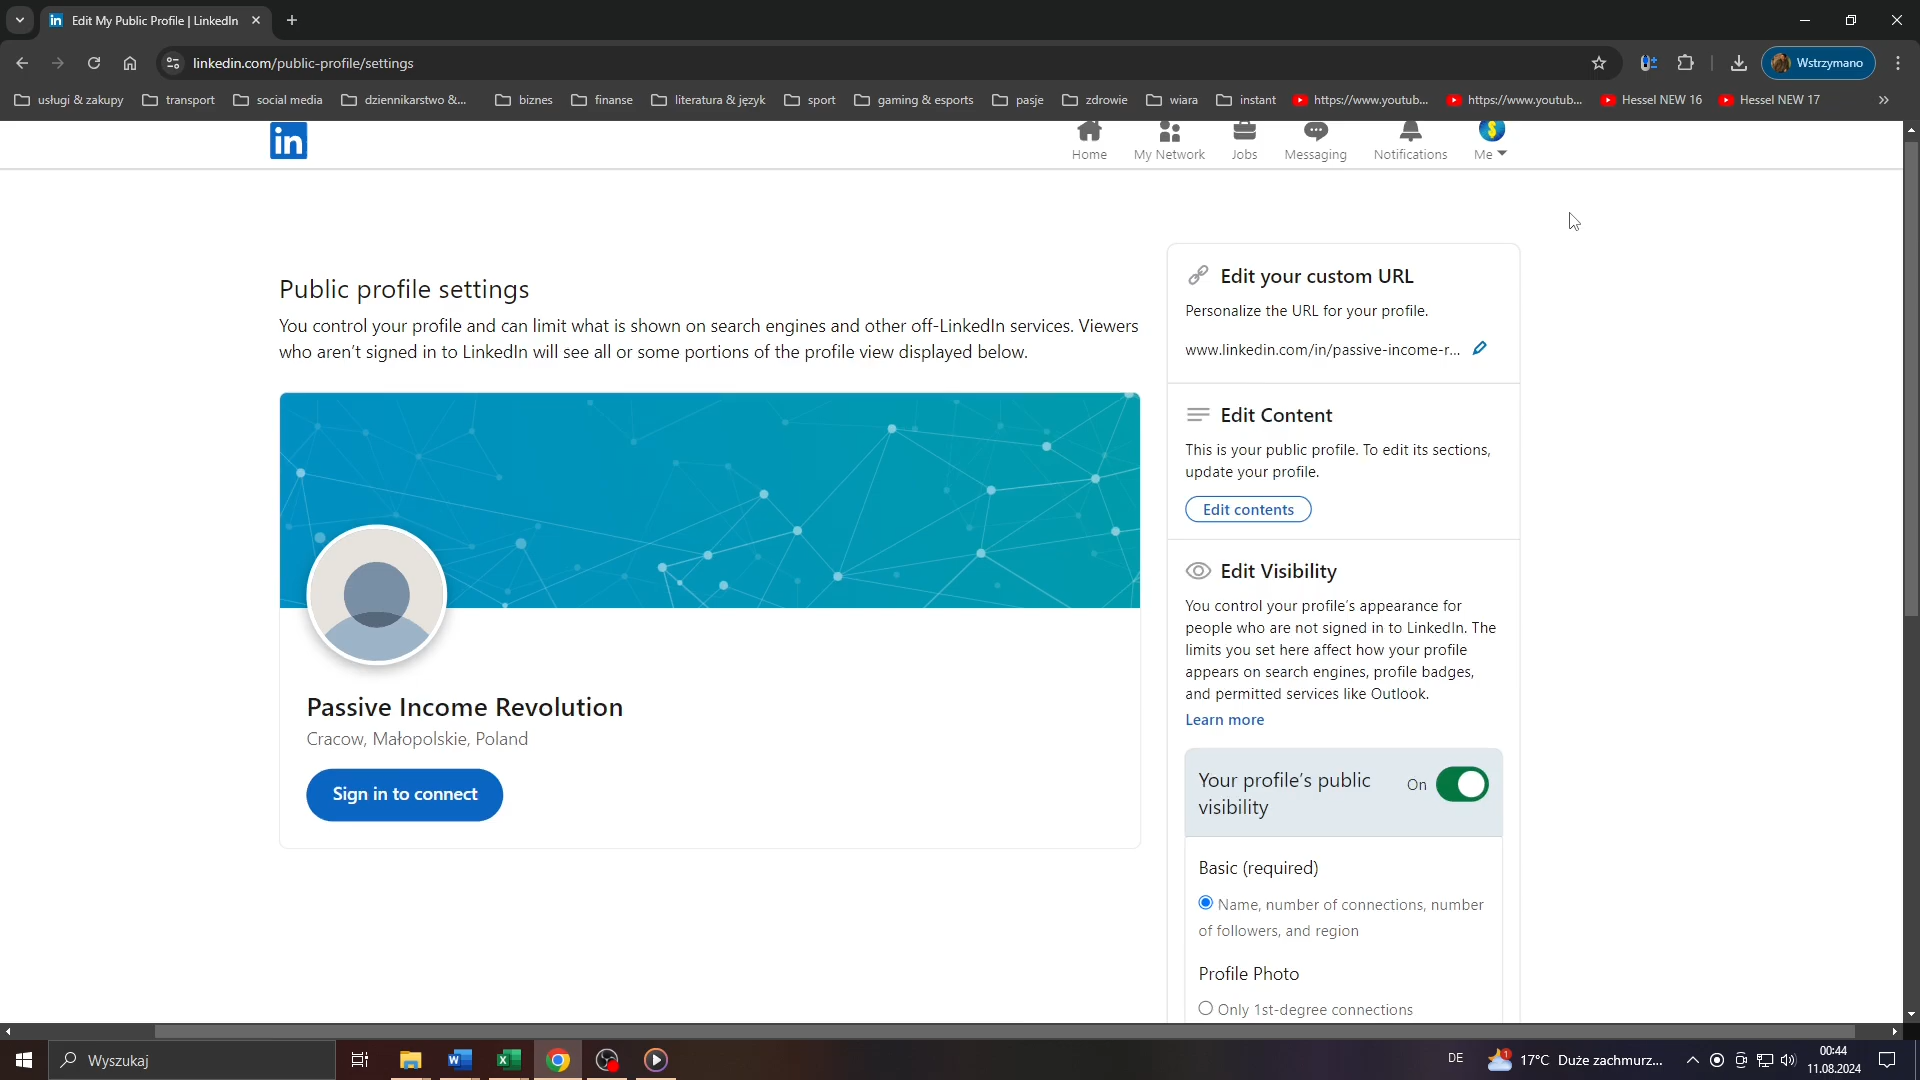 Edit My Public Profile | LinkedIn
linkedin.com/public-profile/settings
Wstrzymano
usługi & zakupy
transport
social media
dziennikarstwo &...
biznes
finanse
literatura & język
sport
gaming & esports
pasje
zdrowie
wiara
instant
https://www.youtub...
https://www.youtub...
Hessel NEW 16
Hessel NEW 17
in
Home
My Network
Jobs
Messaging
Notifications
Me
Public profile settings
You control your profile and can limit what is shown on search engines and other off-LinkedIn services. Viewers
who aren't signed in to LinkedIn will see all or some portions of the profile view displayed below.
Passive Income Revolution
Cracow, Małopolskie, Poland
Sign in to connect
Edit your custom URL
Personalize the URL for your profile.
www.linkedin.com/in/passive-income-r...
Edit Content
This is your public profile. To edit its sections,
update your profile.
Edit contents
Edit Visibility
You control your profile's appearance for
people who are not signed in to LinkedIn. The
limits you set here affect how your profile
appears on search engines, profile badges,
and permitted services like Outlook.
Learn more
Your profile's public
visibility
On
Basic (required)
Name, number of connections, number
of followers, and region
Profile Photo
Only 1st-degree connections
Wyszukaj
DE
1
17°C Duże zachmurz...
00:44
11.08.2024